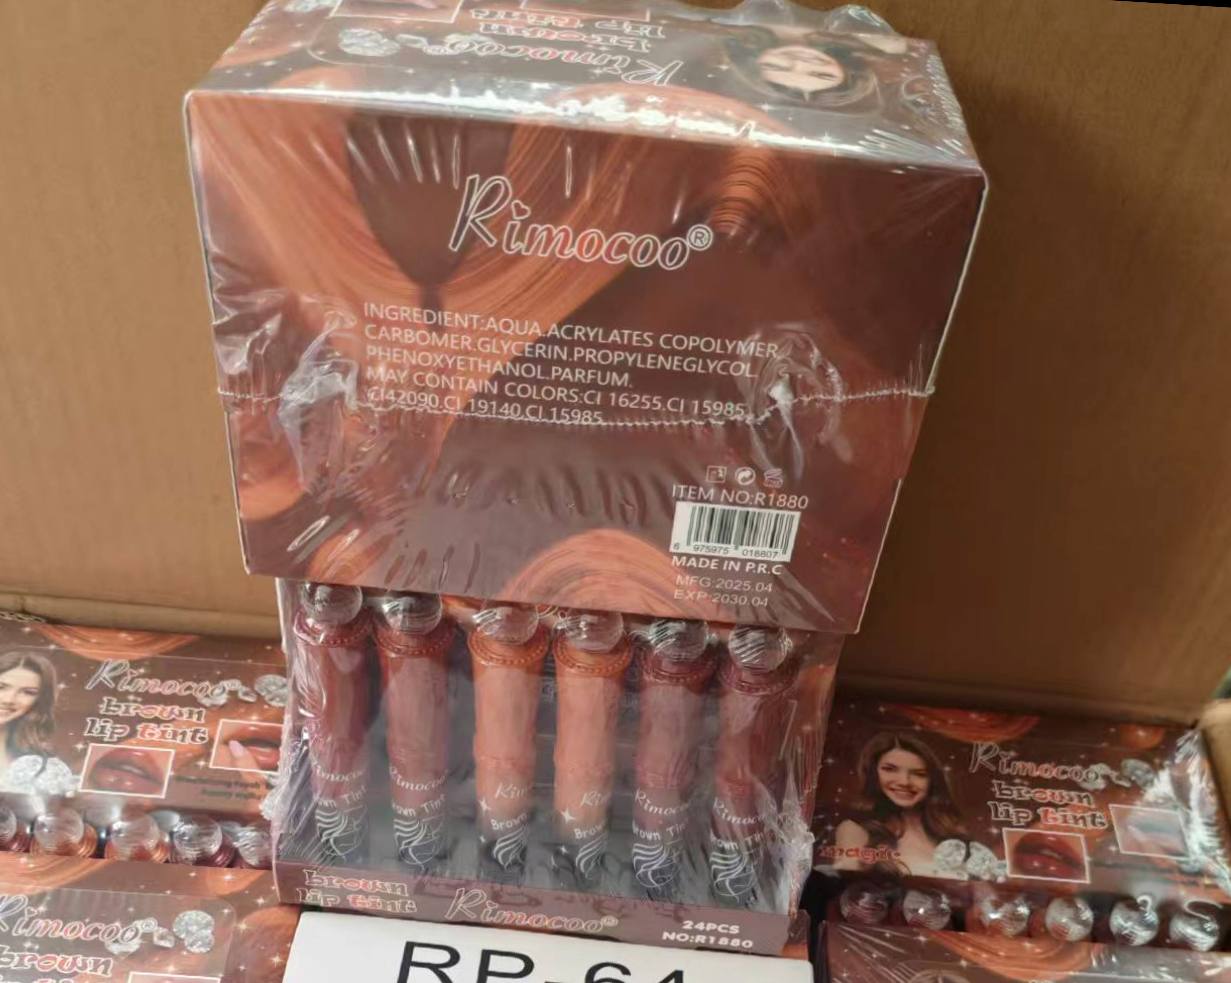 Rimocoo
brown
lip tint
Rimocoo®
INGREDIENT:AQUA.ACRYLATES COPOLYMER
CARBOMER.GLYCERIN.PROPYLENEGLYCOL.
PHENOXYETHANOL.PARFUM.
MAY CONTAIN COLORS:CI 16255.CI 15985.
CI42090.CI 19140.CI 15985
ITEM NO:R1880
6 975975 018807
MADE IN P.R.C
MFG:2025.04
EXP:2030.04
Rimocoo
brown
lip tint
Rimocoo
brown
lip tint
magic
Rimocoo
Brown Tint
brown
lip tint
Rimocoo®
24PCS
NO:R1880
Rimocoo
brown
RP-64